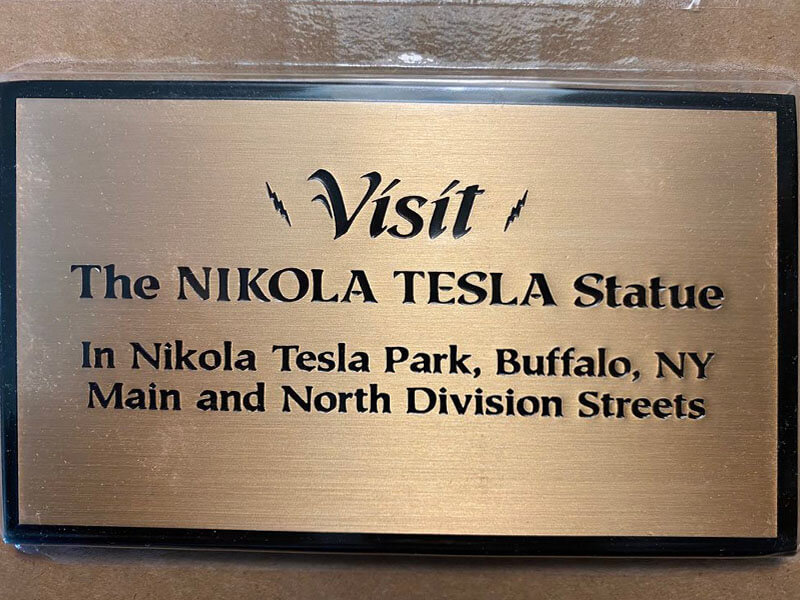 Visit
The NIKOLA TESLA Statue
In Nikola Tesla Park, Buffalo, NY
Main and North Division Streets